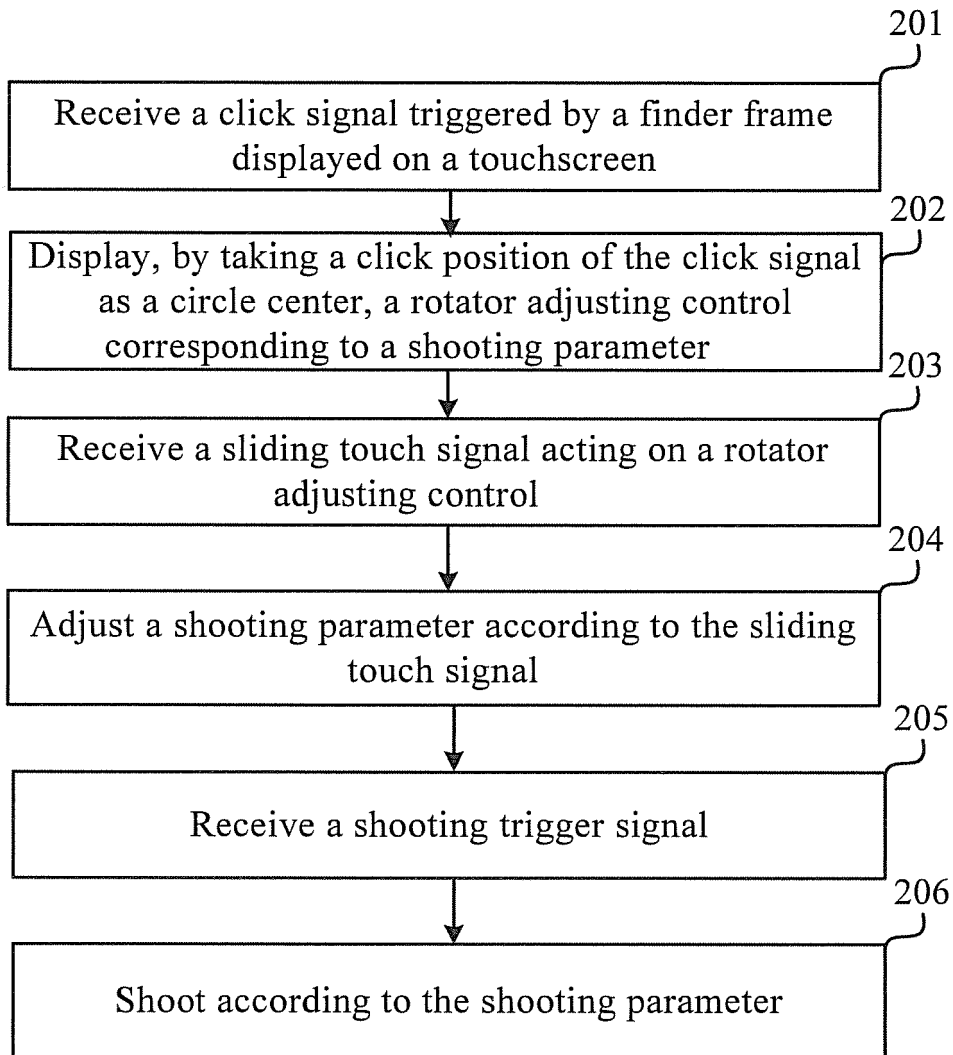 201
Receive a click signal triggered by a finder frame
displayed on a touchscreen
202
Display, by taking a click position of the click signal
as a circle center, a rotator adjusting control
corresponding to a shooting parameter
203
Receive a sliding touch signal acting on a rotator
adjusting control
204
Adjust a shooting parameter according to the sliding
touch signal
205
Receive a shooting trigger signal
206
Shoot according to the shooting parameter